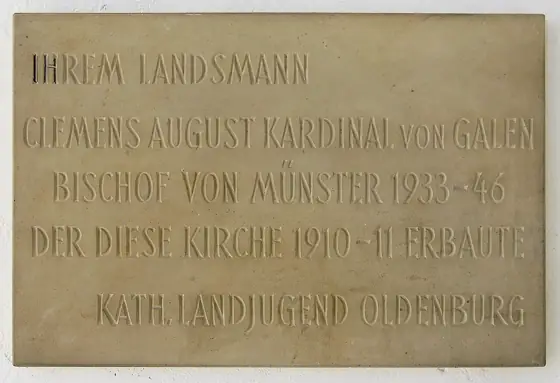 IHREM LANDSMANN
CLEMENS AUGUST KARDINAL VON GALEN
BISCHOF VON MÜNSTER 1933-46
DER DIESE KIRCHE 1910-11 ERBAUTE
KATH. LANDJUGEND OLDENBURG